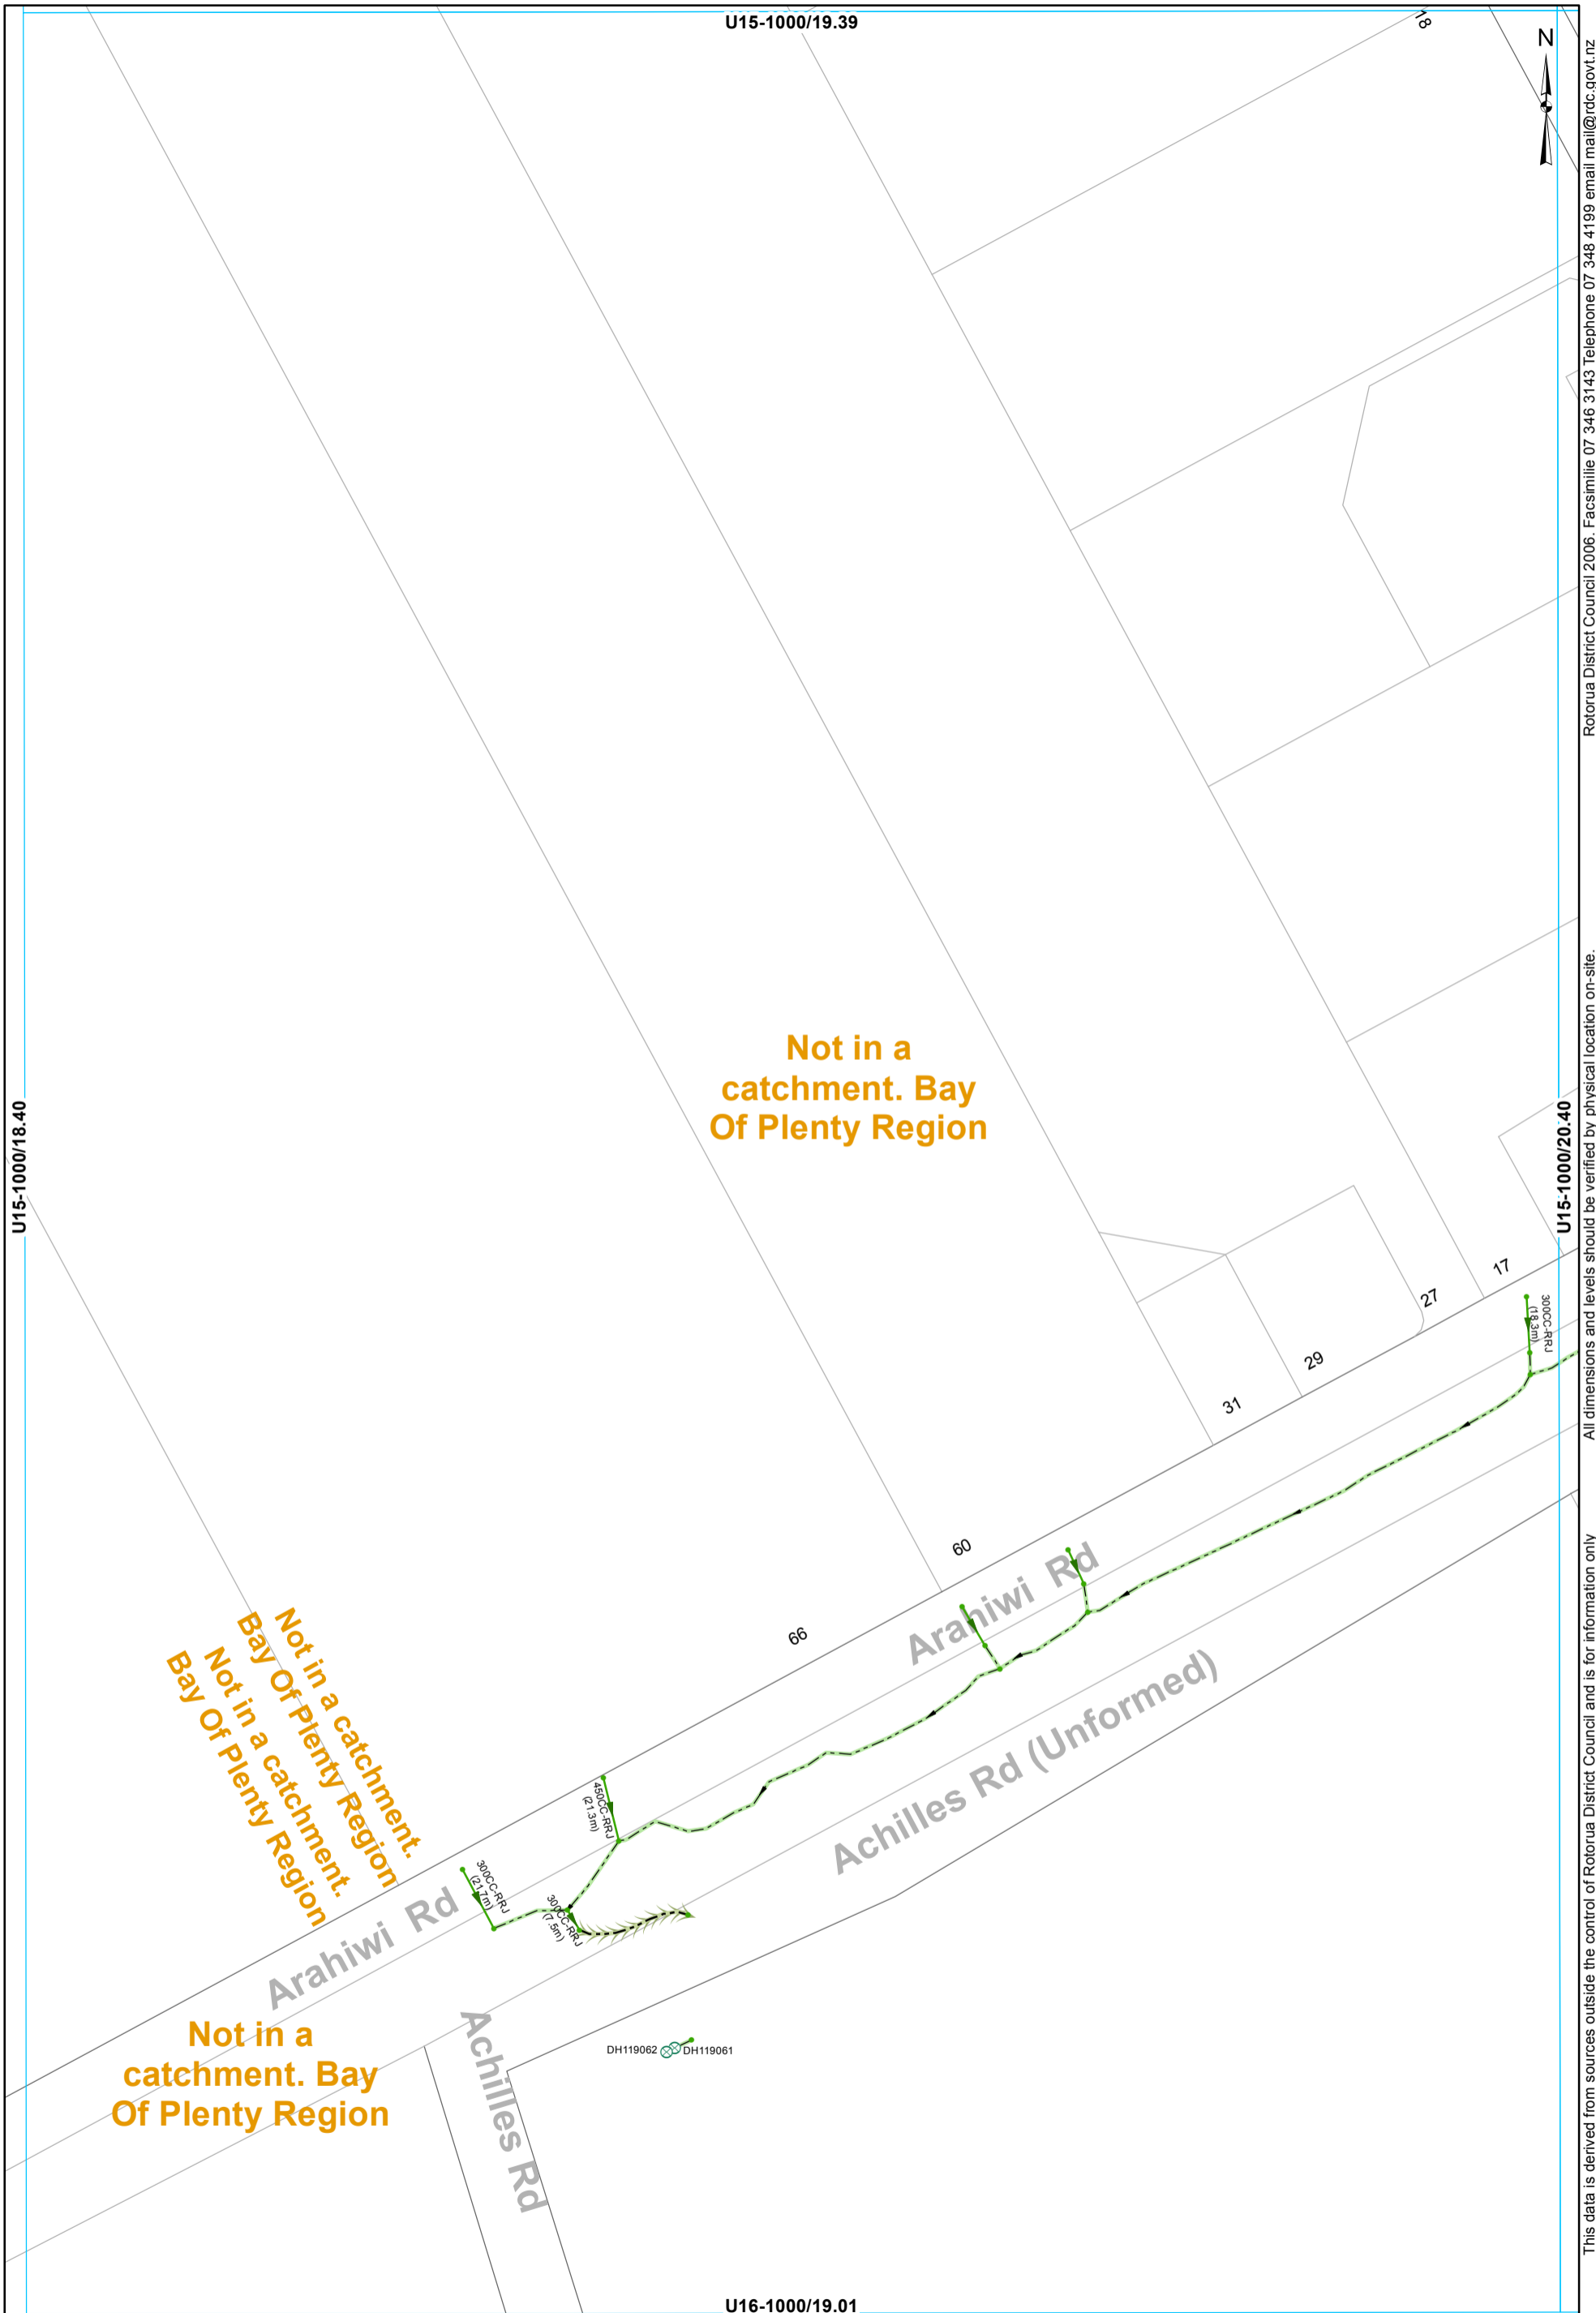 U15-1000/19.39
18
N
Rotorua District Council 2006. Facsimilie 07 346 3143 Telephone 07 348 4199 email mail@rdc.govt.nz
All dimensions and levels should be verified by physical location on-site.
This data is derived from sources outside the control of Rotorua District Council and is for information only
Not in a
catchment. Bay
Of Plenty Region
U15-1000/18.40
U15-1000/20.40
17
27
300CC-RRJ
(18.3m)
29
31
60
Arahiwi Rd
66
Achilles Rd (Unformed)
Not in a catchment.
Bay Of Plenty Region
Not in a catchment.
Bay Of Plenty Region
450CC-RRJ
(21.3m)
300CC-RRJ
(21.7m)
300CC-RRJ
(7.5m)
Arahiwi Rd
Not in a
catchment. Bay
Of Plenty Region
Achilles Rd
DH119062
DH119061
U16-1000/19.01